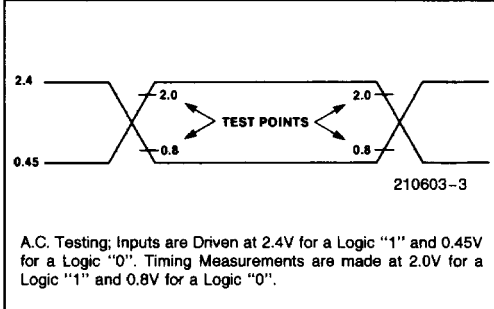 2.4
2.0
2.0
TEST POINTS
0.8
0.8
0.45
210603-3
A.C. Testing; Inputs are Driven at 2.4V for a Logic "1" and 0.45V
for a Logic "0". Timing Measurements are made at 2.0V for a
Logic "1" and 0.8V for a Logic "0".